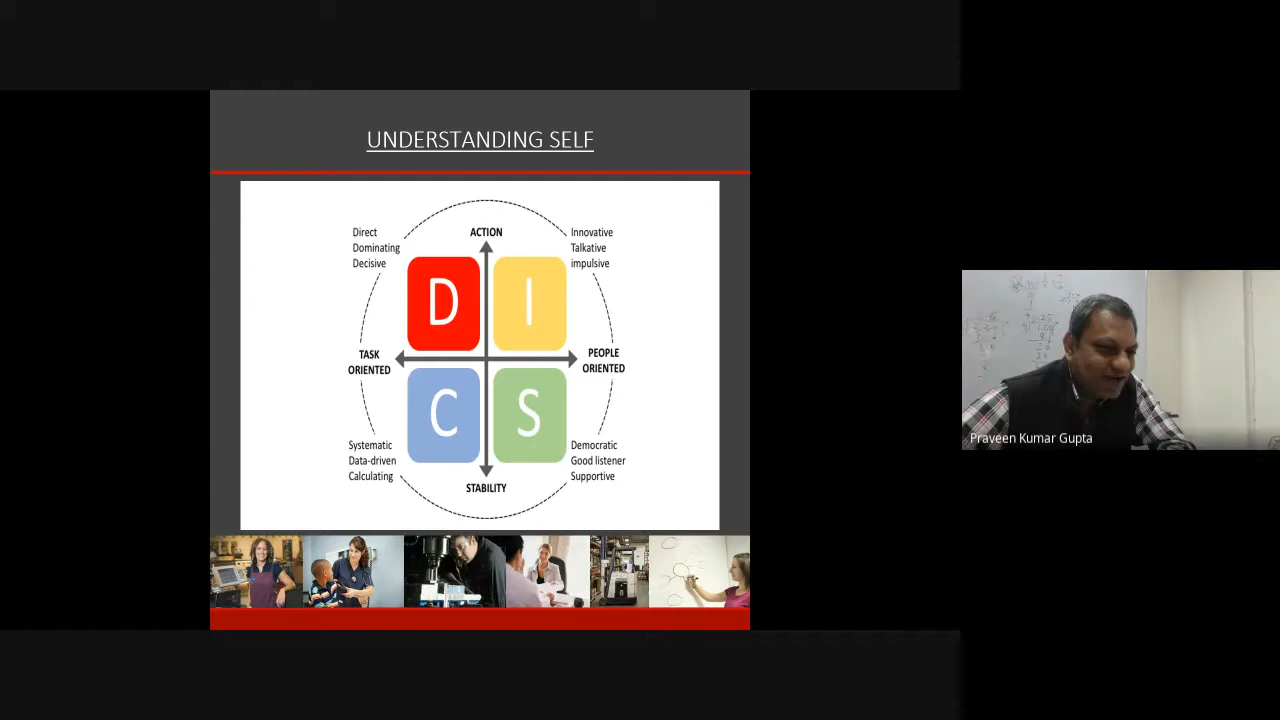 UNDERSTANDING SELF
Direct
Dominating
Decisive
ACTION
Innovative
Talkative
impulsive
D
I
TASK
ORIENTED
PEOPLE
ORIENTED
C
S
Systematic
Data-driven
Calculating
STABILITY
Democratic
Good listener
Supportive
Praveen Kumar Gupta